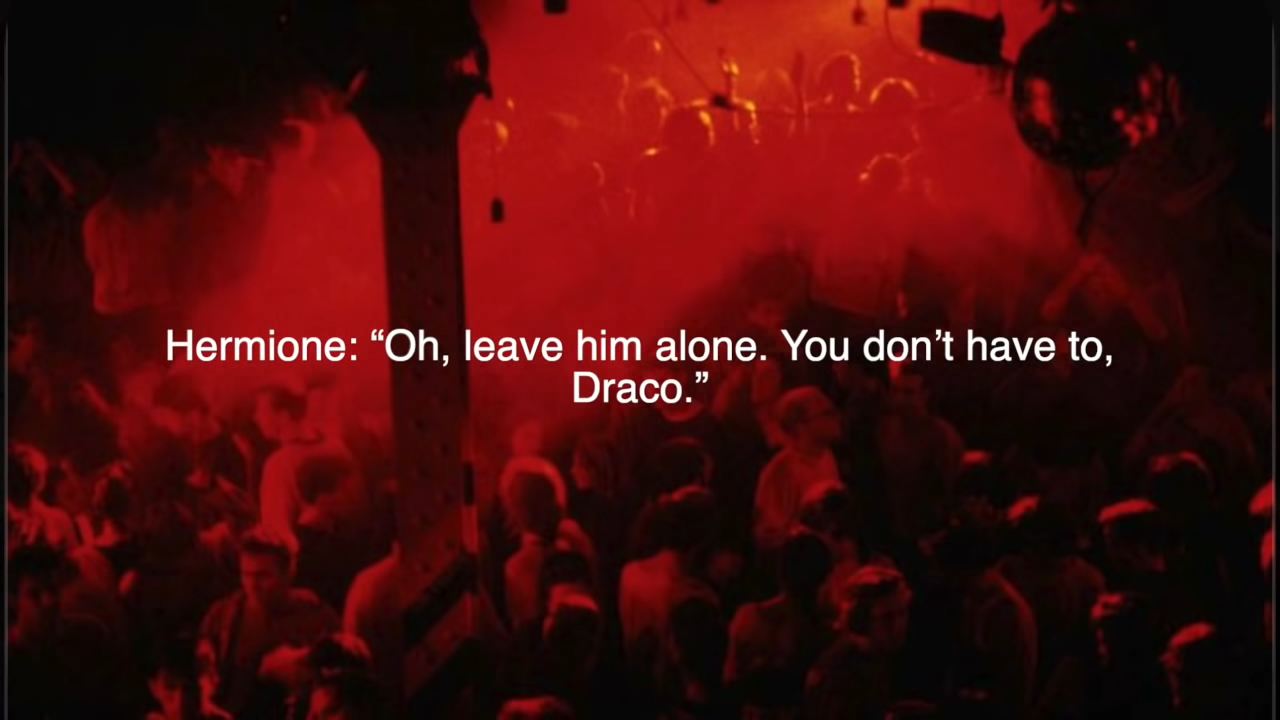 Hermione: “Oh, leave him alone. You don’t have to,
Draco.”